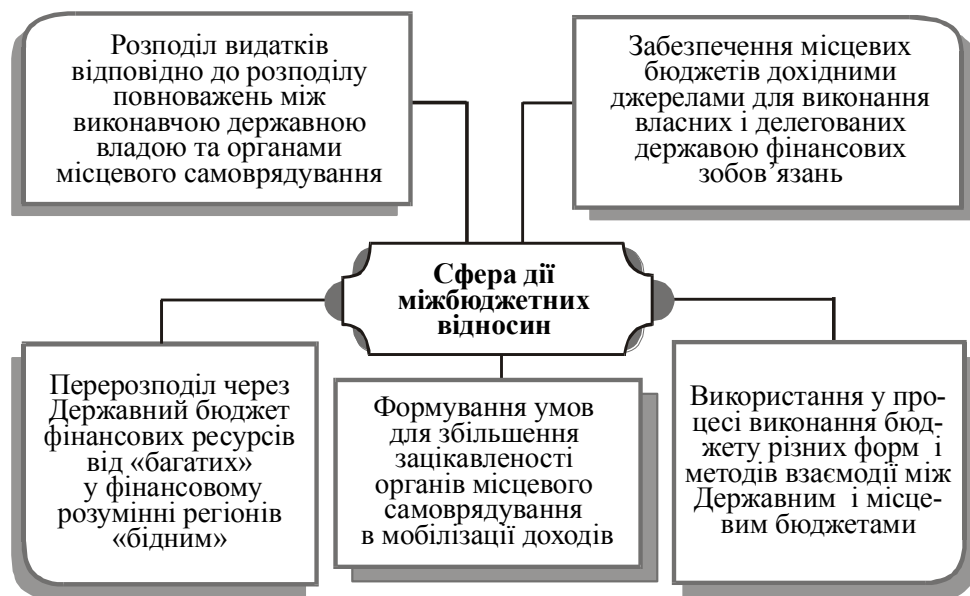 Розподіл видатків
відповідно до розподілу
повноважень між
виконавчою державною
владою та органами
місцевого самоврядування
Забезпечення місцевих
бюджетів дохідними
джерелами для виконання
власних і делегованих
державою фінансових
зобов’язань
Сфера дії
міжбюджетних
відносин
Перерозподіл через
Державний бюджет
фінансових ресурсів
від «багатих»
у фінансовому
розумінні регіонів
«бідним»
Формування умов
для збільшення
зацікавленості
органів місцевого
самоврядування
в мобілізації доходів
Використання у про-
цесі виконання бюд-
жету різних форм і
методів взаємодії між
Державним і місце-
вим бюджетами